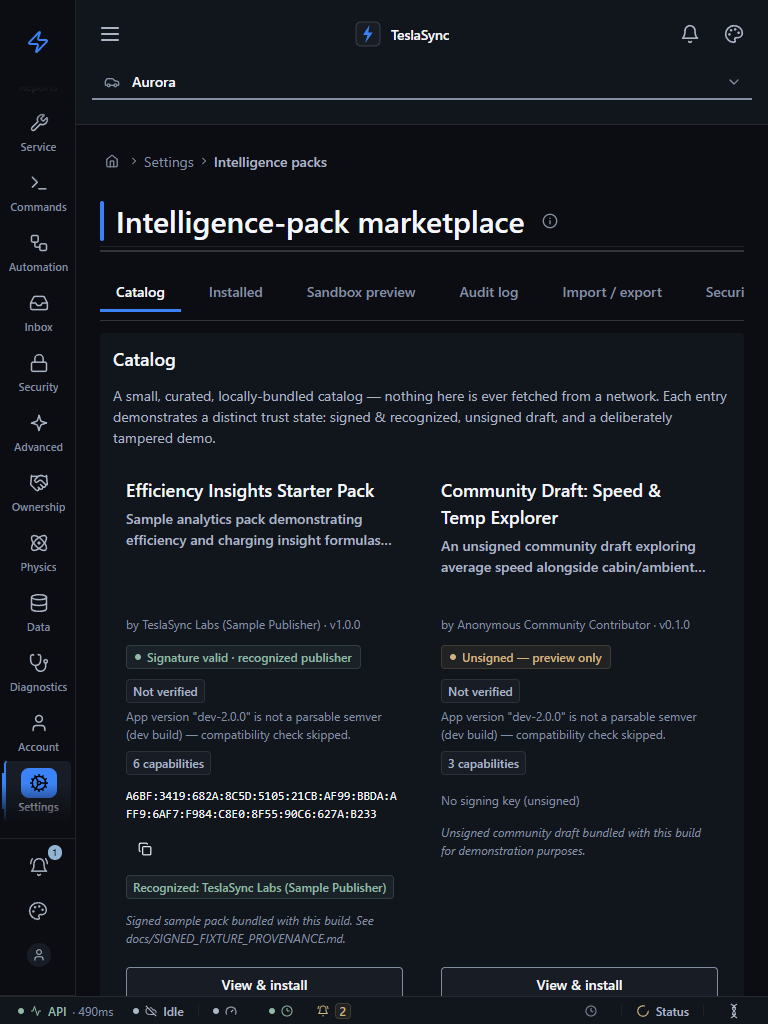 TeslaSync
Aurora
Service
Commands
Automation
Inbox
Security
Advanced
Ownership
Physics
Data
Diagnostics
Account
Settings
1
Settings
Intelligence packs
Intelligence-pack marketplace
Catalog
Installed
Sandbox preview
Audit log
Import / export
Securi
Catalog
A small, curated, locally-bundled catalog — nothing here is ever fetched from a network. Each entry
demonstrates a distinct trust state: signed & recognized, unsigned draft, and a deliberately
tampered demo.
Efficiency Insights Starter Pack
Sample analytics pack demonstrating
efficiency and charging insight formulas...
by TeslaSync Labs (Sample Publisher) · v1.0.0
Signature valid · recognized publisher
Not verified
App version "dev-2.0.0" is not a parsable semver
(dev build) — compatibility check skipped.
6 capabilities
A6BF:3419:682A:8C5D:5105:21CB:AF99:BBDA:A
FF9:6AF7:F984:C8E0:8F55:90C6:627A:B233
Recognized: TeslaSync Labs (Sample Publisher)
Signed sample pack bundled with this build. See
docs/SIGNED_FIXTURE_PROVENANCE.md.
View & install
Community Draft: Speed &
Temp Explorer
An unsigned community draft exploring
average speed alongside cabin/ambient...
by Anonymous Community Contributor · v0.1.0
Unsigned — preview only
Not verified
App version "dev-2.0.0" is not a parsable semver
(dev build) — compatibility check skipped.
3 capabilities
No signing key (unsigned)
Unsigned community draft bundled with this build
for demonstration purposes.
View & install
API · 490ms
Idle
2
Status